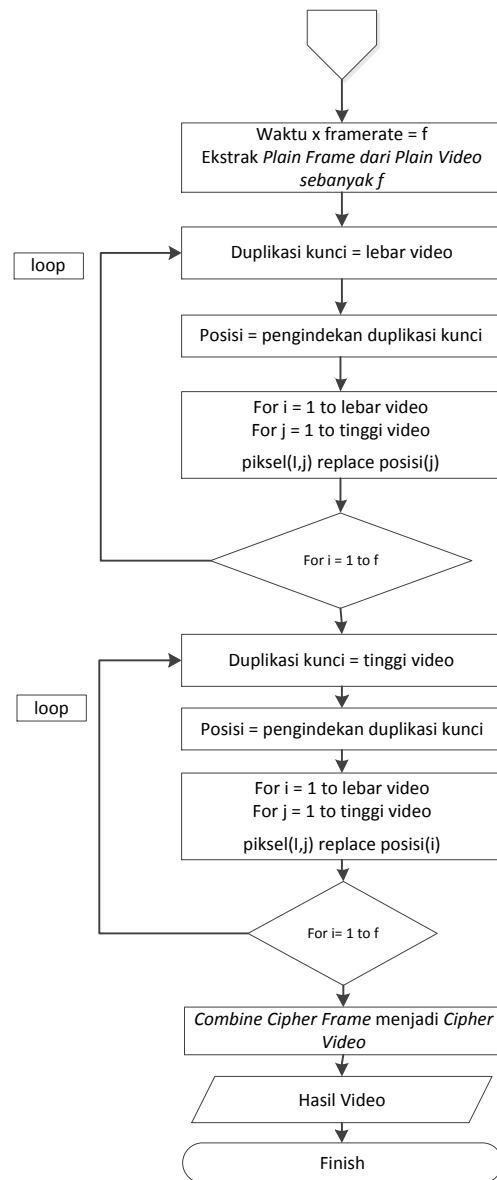 Waktu x framerate = f
Ekstrak Plain Frame dari Plain Video
sebanyak f
loop
Duplikasi kunci = lebar video
Posisi = pengindekan duplikasi kunci
For i = 1 to lebar video
For j = 1 to tinggi video
piksel(I,j) replace posisi(j)
For i = 1 to f
Duplikasi kunci = tinggi video
loop
Posisi = pengindekan duplikasi kunci
For i = 1 to lebar video
For j = 1 to tinggi video
piksel(I,j) replace posisi(i)
For i= 1 to f
Combine Cipher Frame menjadi Cipher
Video
Hasil Video
Finish